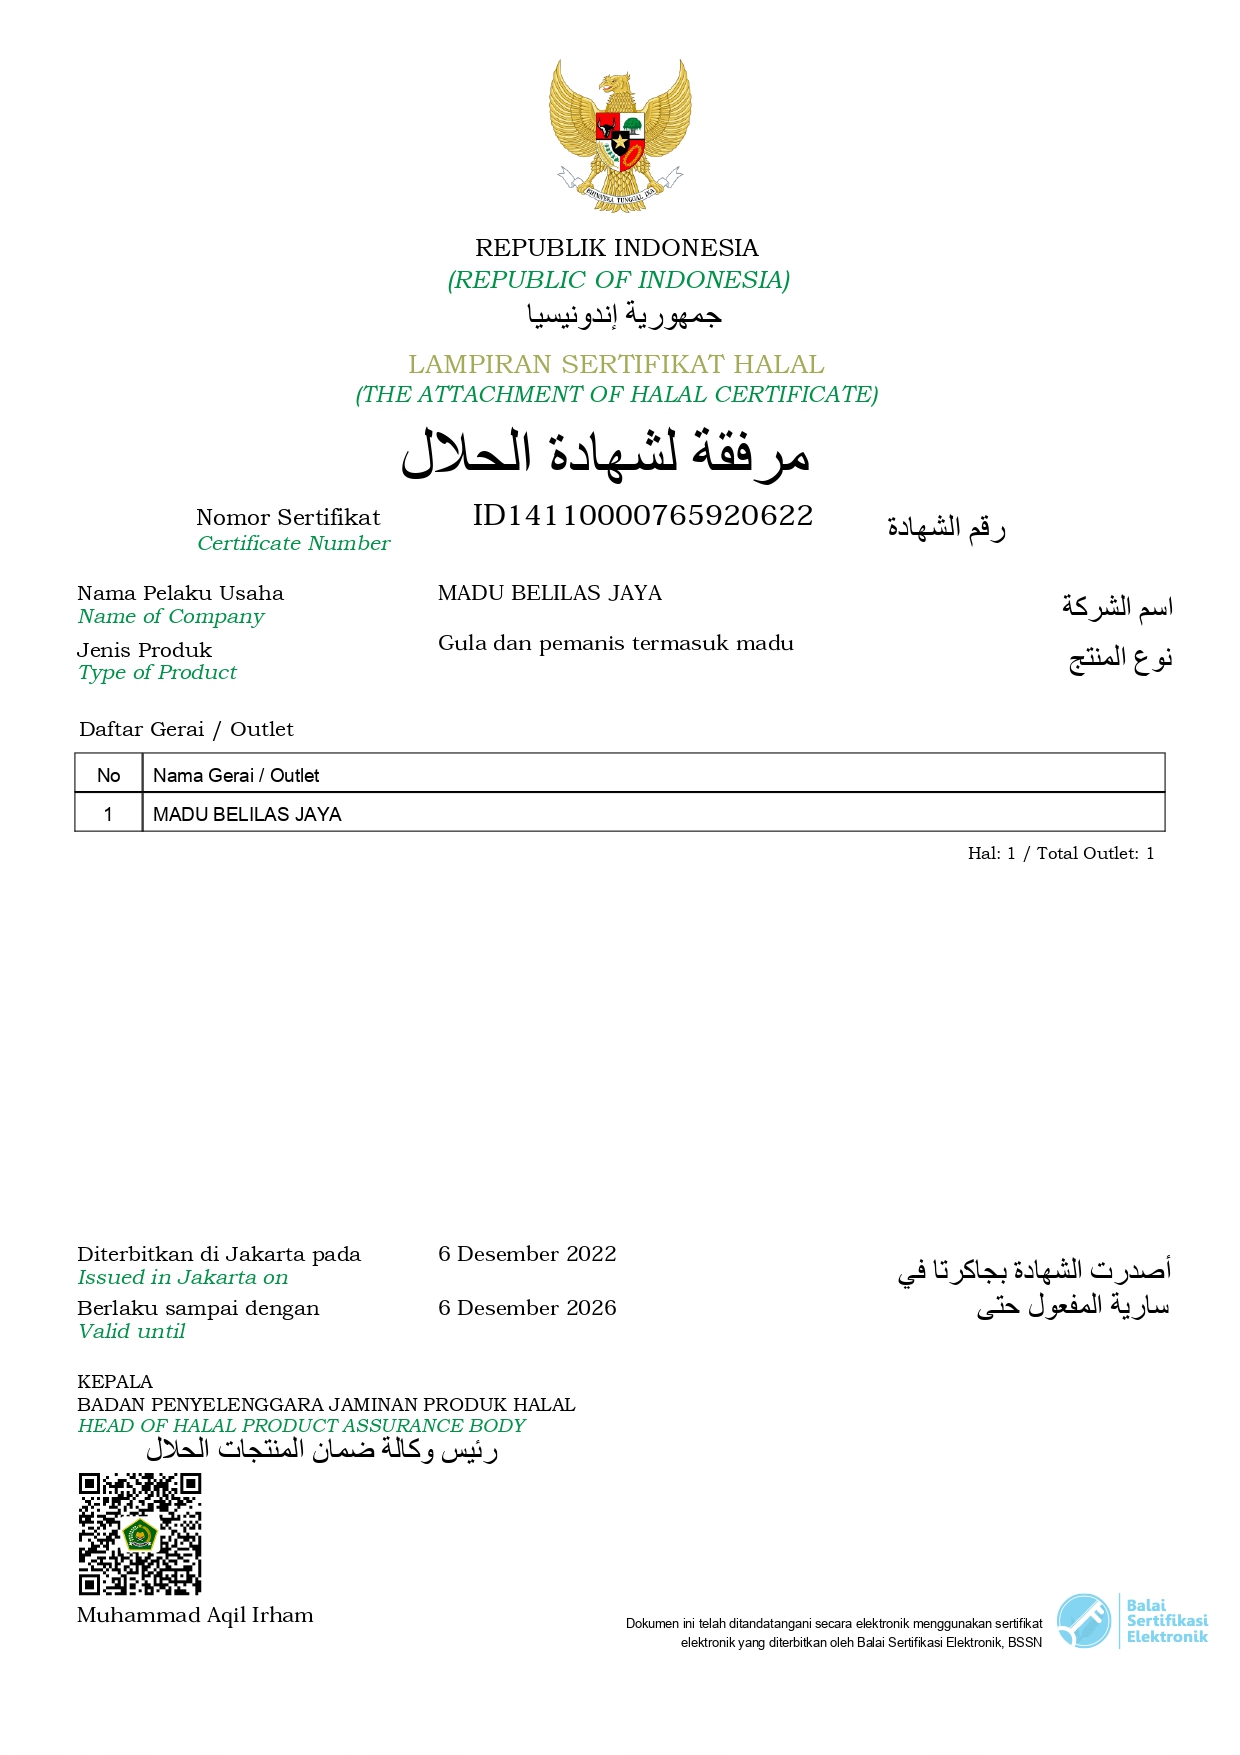 BHINNEKA TUNGGAL IKA
REPUBLIK INDONESIA
(REPUBLIC OF INDONESIA)
جمهورية إندونيسيا
LAMPIRAN SERTIFIKAT HALAL
(THE ATTACHMENT OF HALAL CERTIFICATE)
مرفقة لشهادة الحلال
Nomor Sertifikat ID14110000765920622 رقم الشهادة
Certificate Number
Nama Pelaku Usaha MADU BELILAS JAYA اسم الشركة
Name of Company
Jenis Produk Gula dan pemanis termasuk madu نوع المنتج
Type of Product
Daftar Gerai / Outlet
No Nama Gerai / Outlet
1 MADU BELILAS JAYA
Hal: 1 / Total Outlet: 1
Diterbitkan di Jakarta pada 6 Desember 2022 أصدرت الشهادة بجاكرتا في
Issued in Jakarta on
Berlaku sampai dengan 6 Desember 2026 سارية المفعول حتى
Valid until
KEPALA
BADAN PENYELENGGARA JAMINAN PRODUK HALAL
HEAD OF HALAL PRODUCT ASSURANCE BODY
رئيس وكالة ضمان المنتجات الحلال
Muhammad Aqil Irham
Dokumen ini telah ditandatangani secara elektronik menggunakan sertifikat
elektronik yang diterbitkan oleh Balai Sertifikasi Elektronik, BSSN
Balai
Sertifikasi
Elektronik